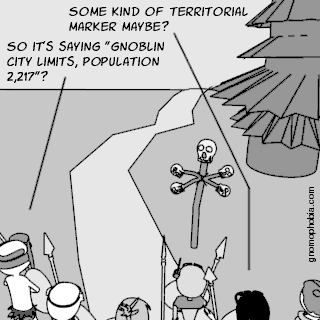 SOME KIND OF TERRITORIAL
MARKER MAYBE?
SO IT'S SAYING "GNOBLIN
CITY LIMITS, POPULATION
2,217"?
gnomophobia.com